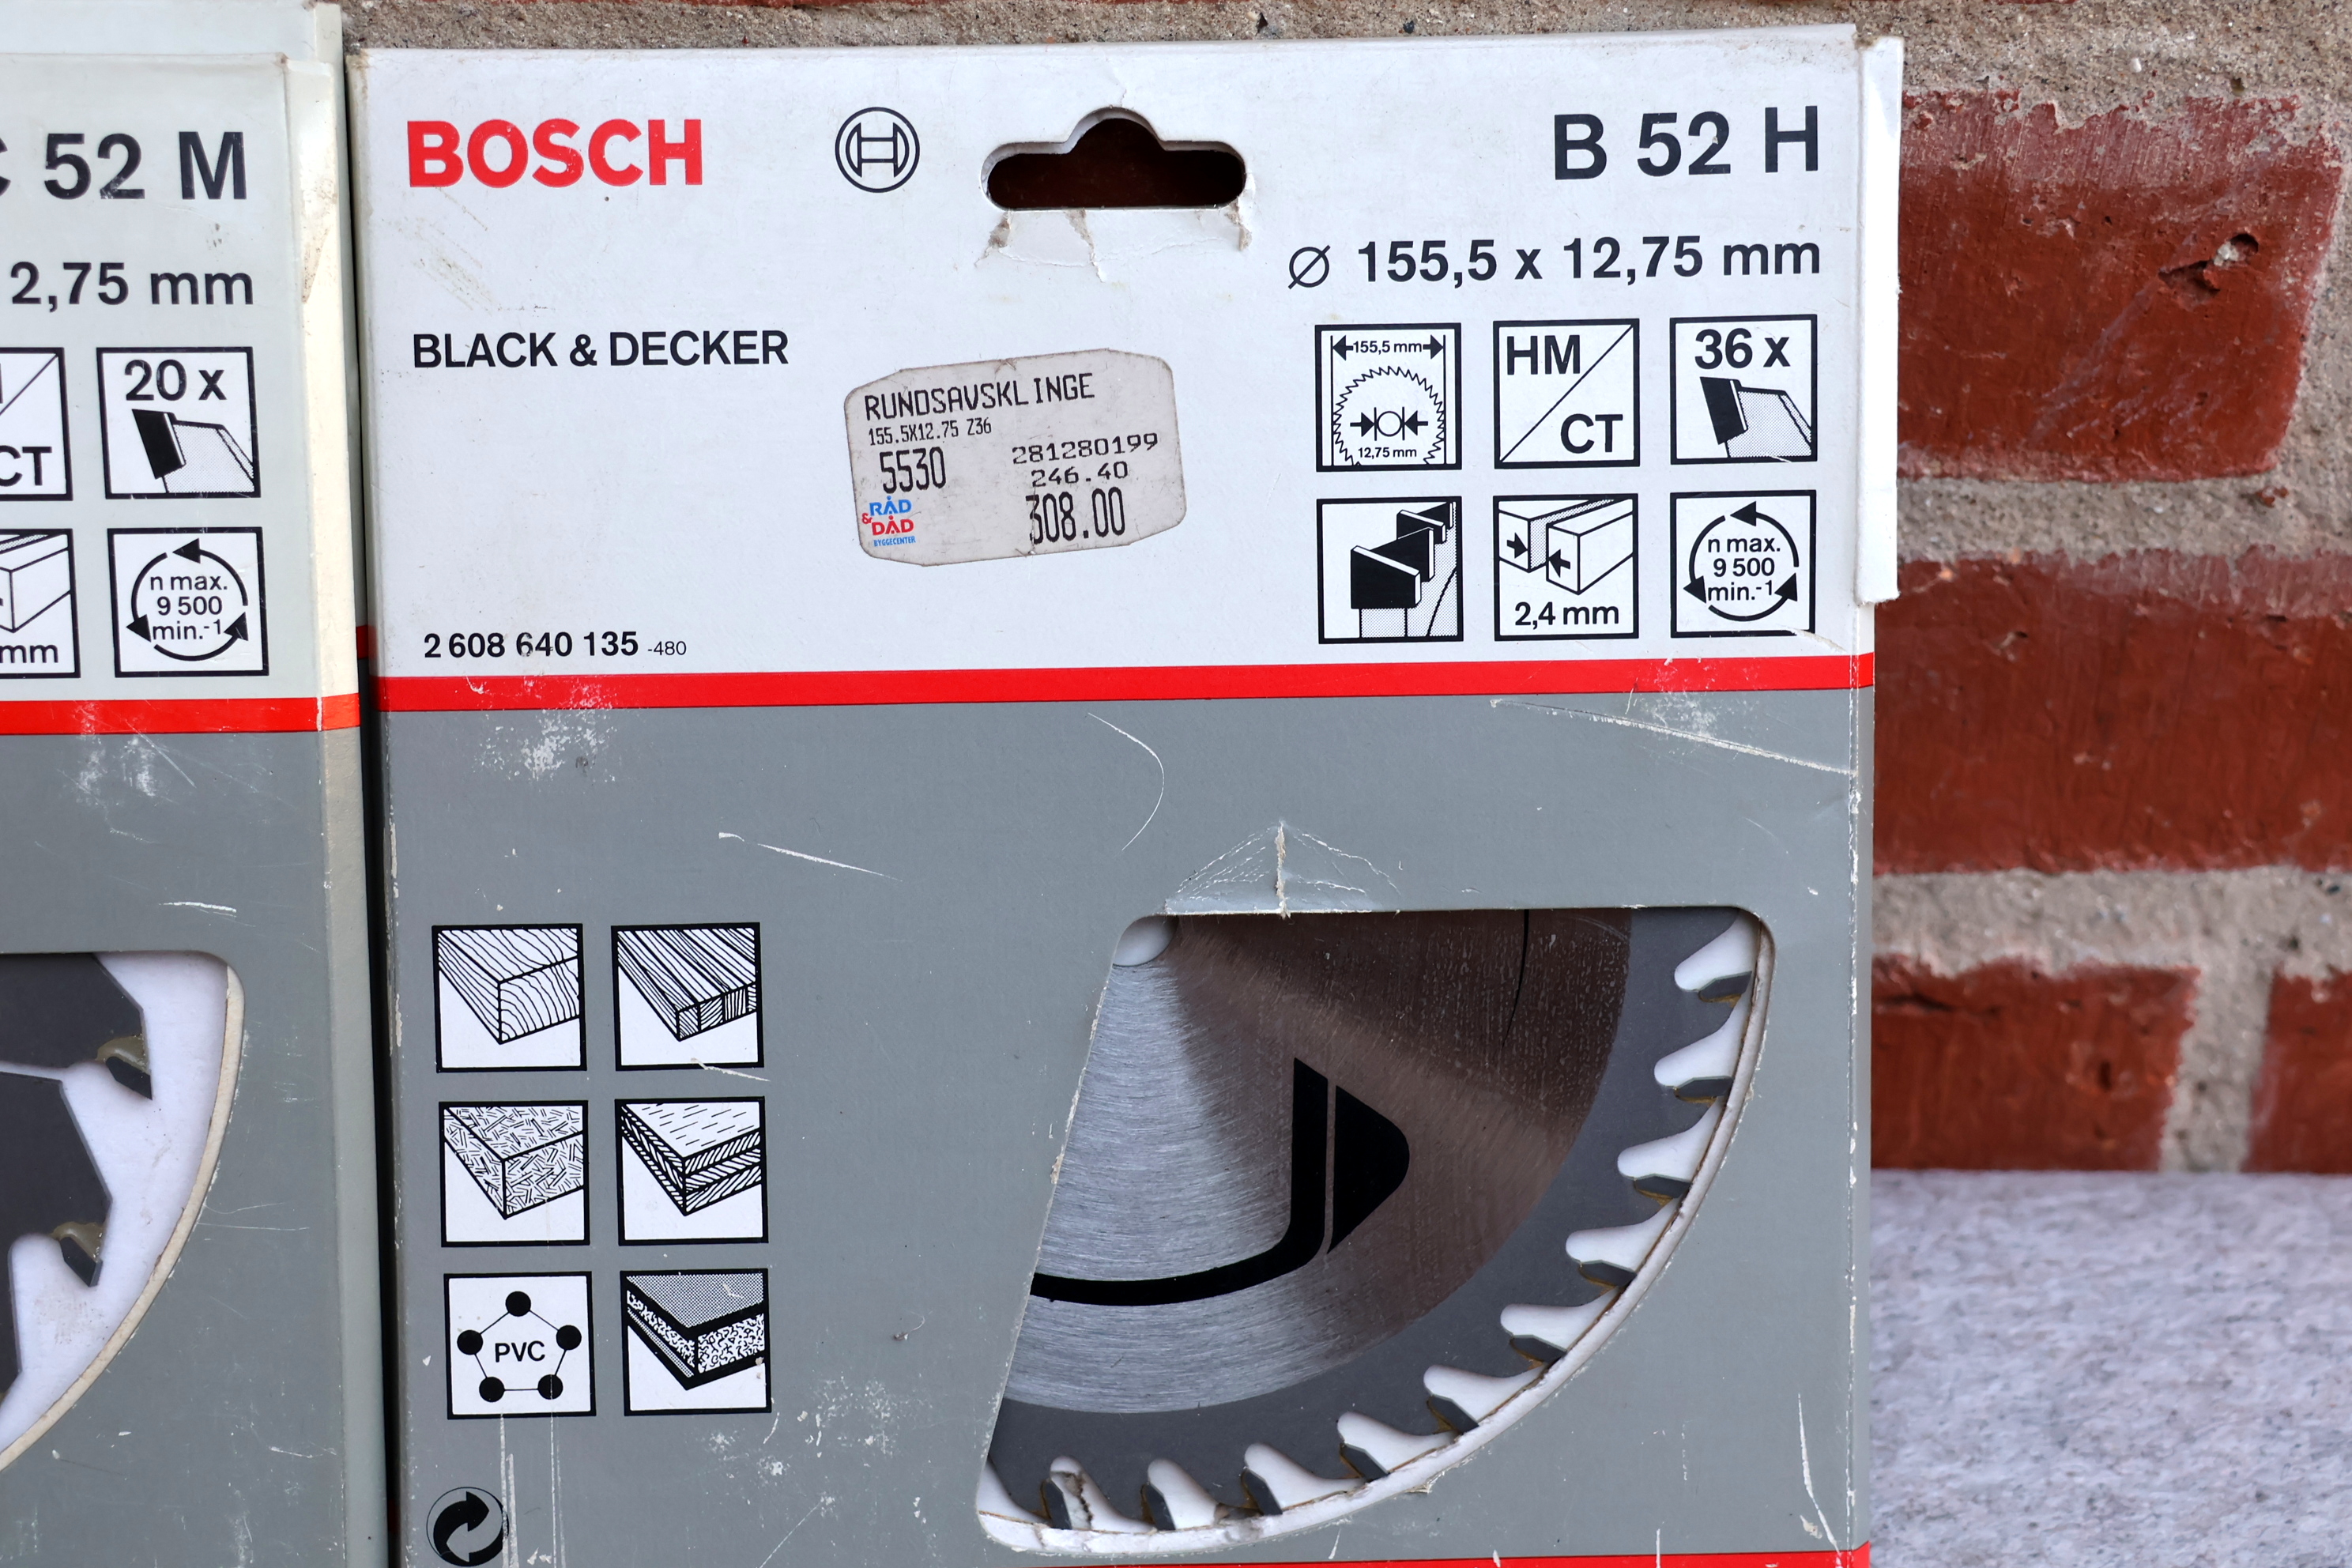 52 M
2,75 mm
20 x
CT
n max.
9 500
min.-1
mm
BOSCH
B 52 H
Ø 155,5 x 12,75 mm
BLACK & DECKER
155,5 mm
12,75 mm
HM
CT
36 x
2,4 mm
n max.
9 500
min.-1
RUNDSAVSKLINGE
155.5X12.75 Z36
5530
281280199
246.40
308.00
RÅD
& DÅD
BYGGECENTER
2 608 640 135 -480
PVC